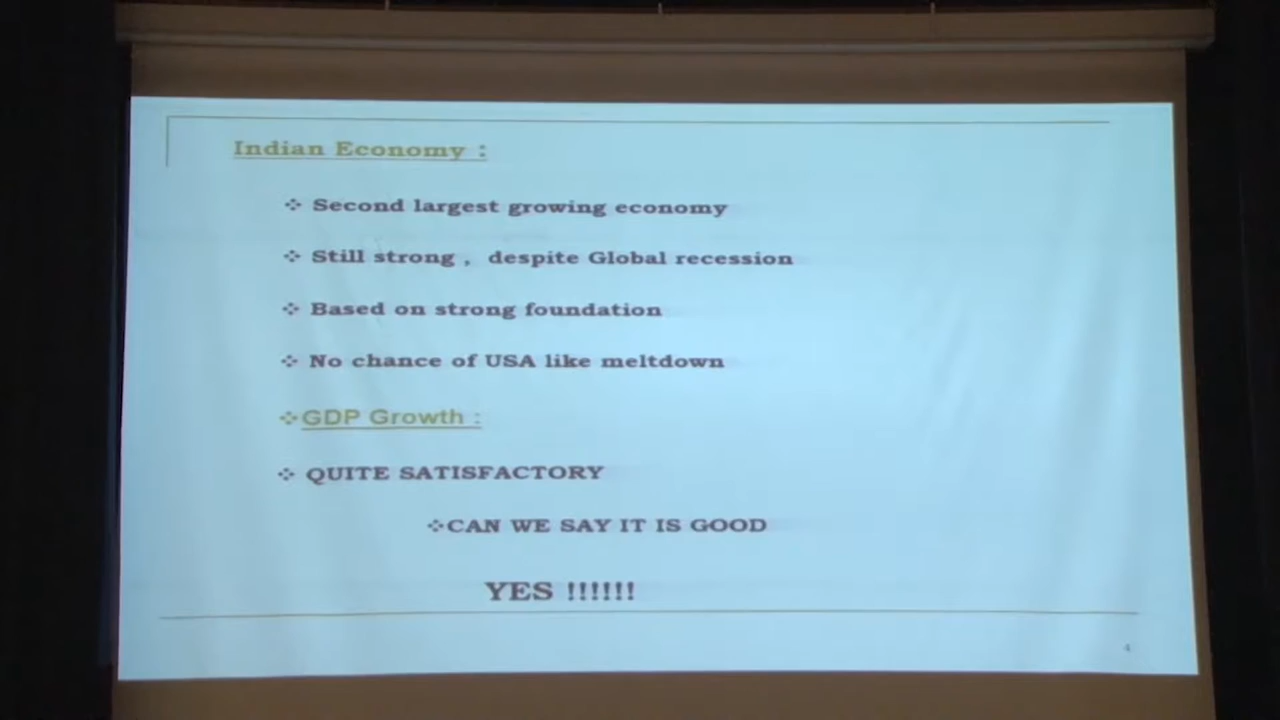 Indian Economy :
❖ Second largest growing economy
❖ Still strong , despite Global recession
❖ Based on strong foundation
❖ No chance of USA like meltdown
❖GDP Growth :
❖ QUITE SATISFACTORY
❖CAN WE SAY IT IS GOOD
YES !!!!!!
4